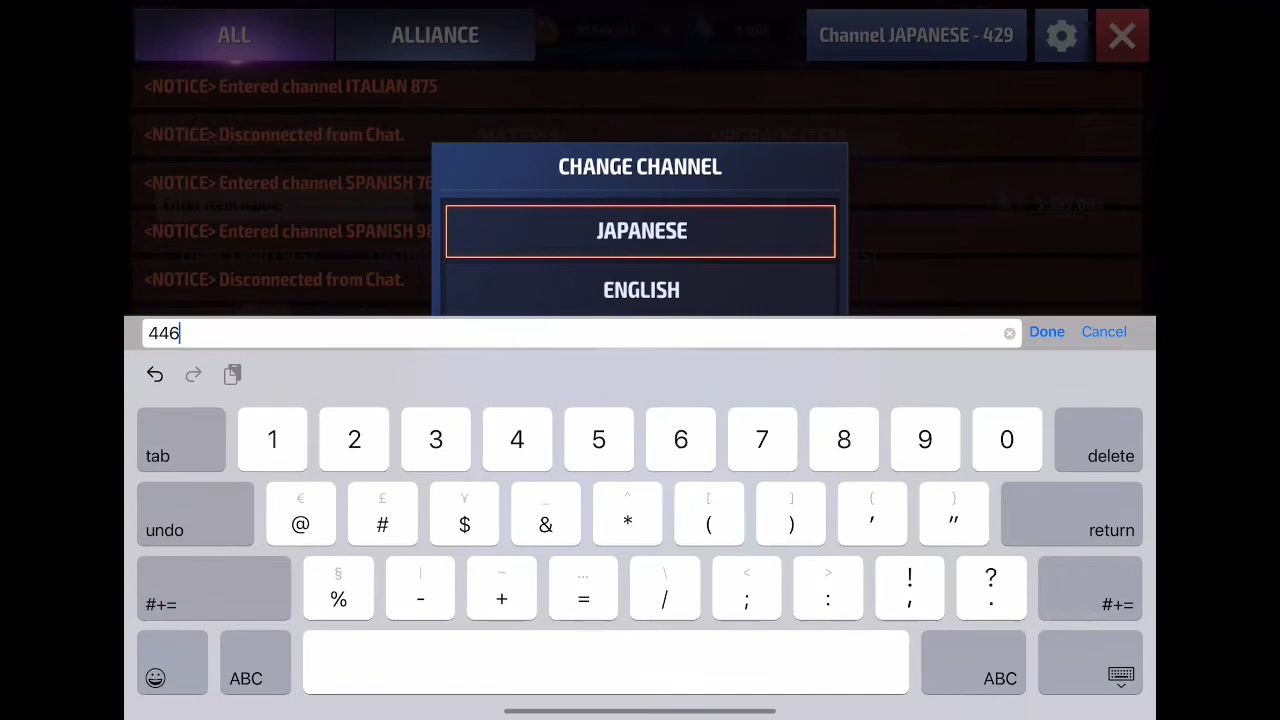 ALL
ALLIANCE
Channel JAPANESE - 429
<NOTICE> Entered channel ITALIAN 875
<NOTICE> Disconnected from Chat.
<NOTICE> Entered channel SPANISH 76
<NOTICE> Entered channel SPANISH 98
<NOTICE> Disconnected from Chat.
CHANGE CHANNEL
JAPANESE
ENGLISH
446
Done
Cancel
tab 1 2 3 4 5 6 7 8 9 0 delete
€ £ ¥ _ ^ [ ] { }
undo @ # $ & * ( ) ' " return
§ | ~ … \ < > ! ?
#+= % - + = / ; : , . #+=
ABC ABC